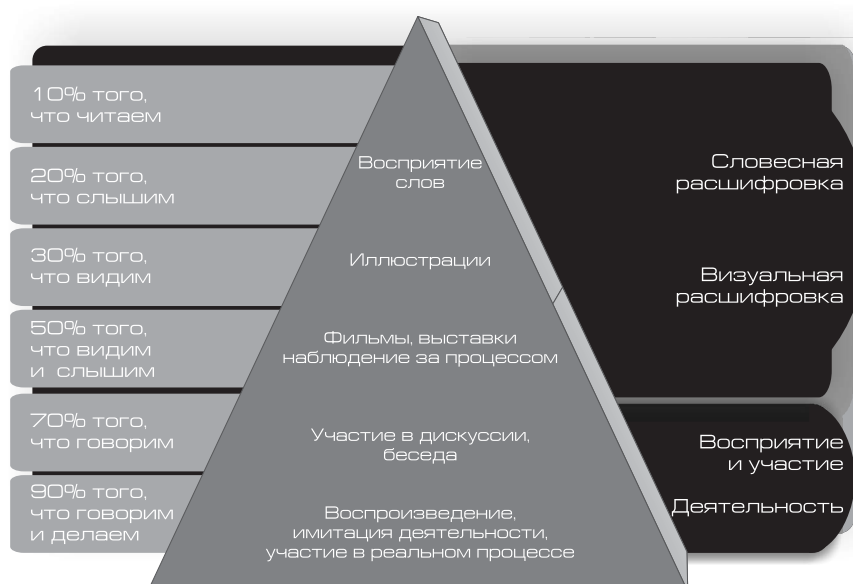 10% того,
что читаем
20% того,
что слышим
30% того,
что видим
50% того,
что видим
и слышим
70% того,
что говорим
90% того,
что говорим
и делаем
Восприятие
слов
Иллюстрации
Фильмы, выставки
наблюдение за процессом
Участие в дискуссии,
беседа
Воспроизведение,
имитация деятельности,
участие в реальном процессе
Словесная
расшифровка
Визуальная
расшифровка
Восприятие
и участие
Деятельность